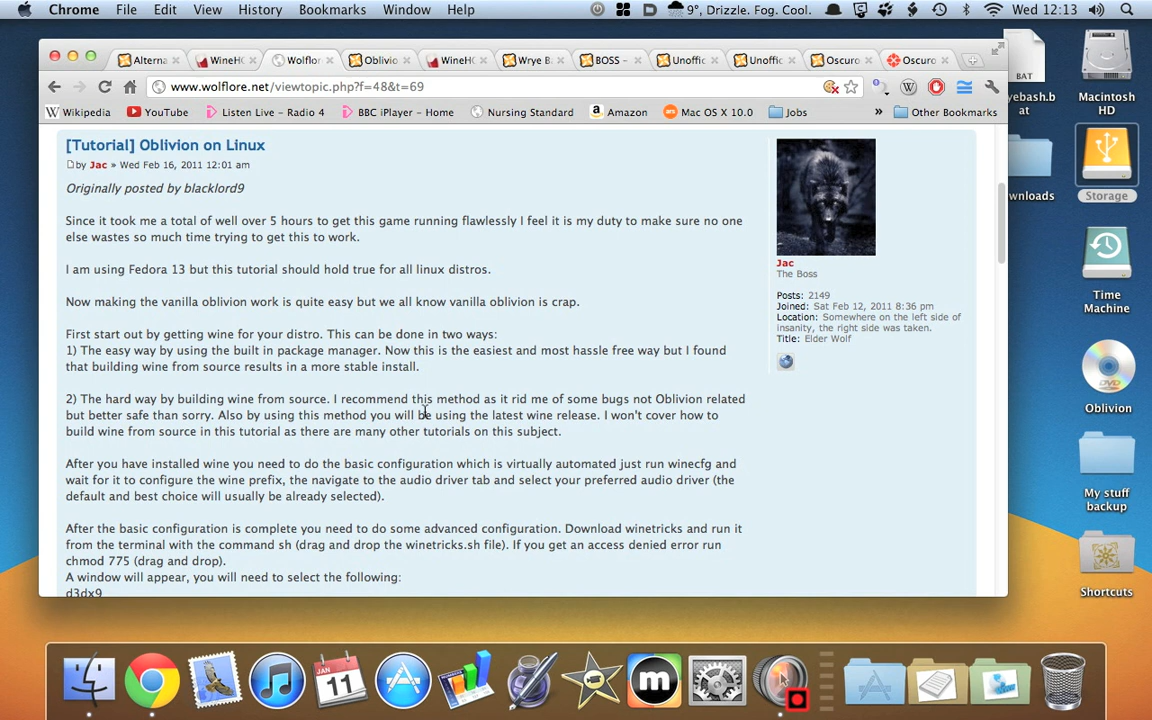 Chrome File Edit View History Bookmarks Window Help 9°, Drizzle. Fog. Cool. Wed 12:13
Alterna WineHO Wolflor Oblivio WineHO Wrye B BOSS - Unoffic Unoffic Oscuro Oscuro
www.wolflore.net/viewtopic.php?f=48&t=69
Wikipedia YouTube Listen Live - Radio 4 BBC iPlayer - Home Nursing Standard Amazon Mac OS X 10.0 Jobs » Other Bookmarks
[Tutorial] Oblivion on Linux
by Jac » Wed Feb 16, 2011 12:01 am
Originally posted by blacklord9
Since it took me a total of well over 5 hours to get this game running flawlessly I feel it is my duty to make sure no one
else wastes so much time trying to get this to work.
I am using Fedora 13 but this tutorial should hold true for all linux distros.
Now making the vanilla oblivion work is quite easy but we all know vanilla oblivion is crap.
First start out by getting wine for your distro. This can be done in two ways:
1) The easy way by using the built in package manager. Now this is the easiest and most hassle free way but I found
that building wine from source results in a more stable install.
2) The hard way by building wine from source. I recommend this method as it rid me of some bugs not Oblivion related
but better safe than sorry. Also by using this method you will be using the latest wine release. I won't cover how to
build wine from source in this tutorial as there are many other tutorials on this subject.
After you have installed wine you need to do the basic configuration which is virtually automated just run winecfg and
wait for it to configure the wine prefix, the navigate to the audio driver tab and select your preferred audio driver (the
default and best choice will usually be already selected).
After the basic configuration is complete you need to do some advanced configuration. Download winetricks and run it
from the terminal with the command sh (drag and drop the winetricks.sh file). If you get an access denied error run
chmod 775 (drag and drop).
A window will appear, you will need to select the following:
d3dx9
Jac
The Boss
Posts: 2149
Joined: Sat Feb 12, 2011 8:36 pm
Location: Somewhere on the left side of
insanity, the right side was taken.
Title: Elder Wolf
BAT
yebash.b
at
wnloads
Macintosh
HD
Storage
Time
Machine
DVD
Oblivion
My stuff
backup
Shortcuts
JAN
11
m